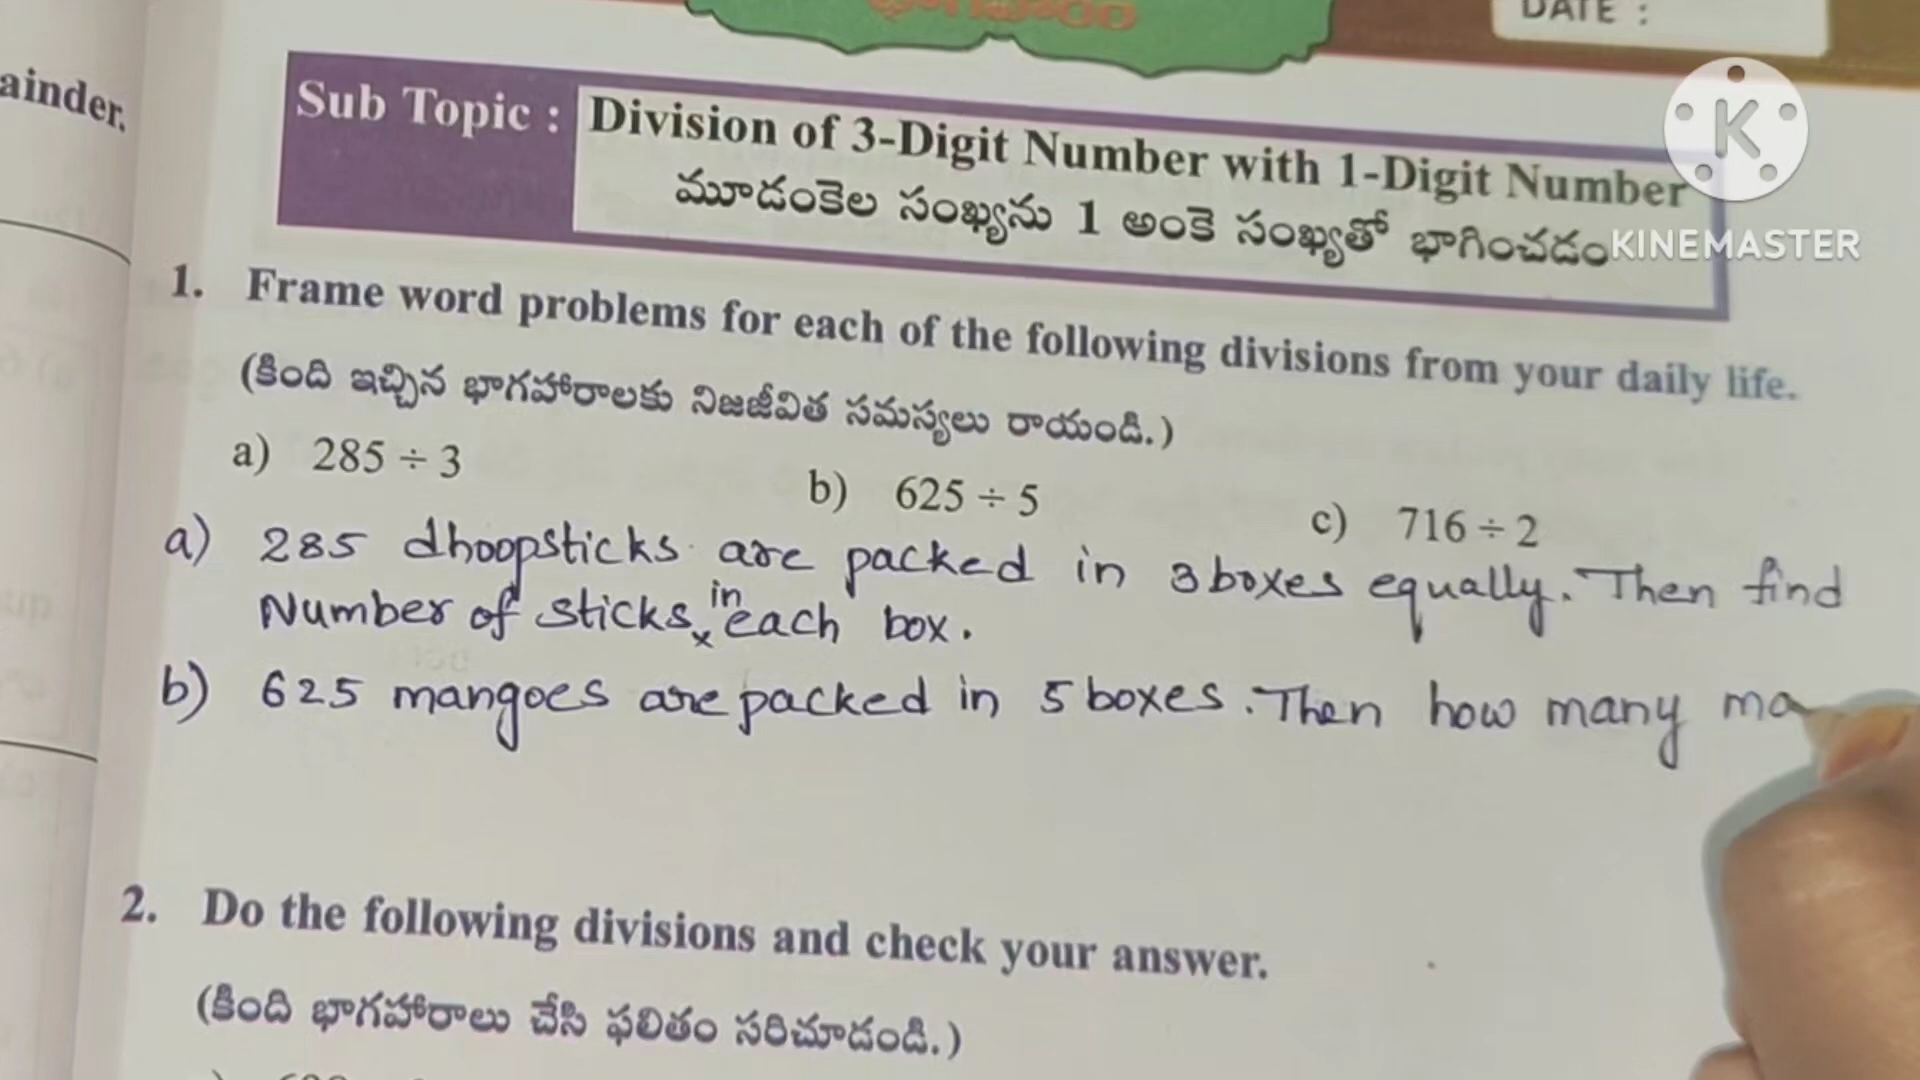 DATE :
ainder.
Sub Topic : Division of 3-Digit Number with 1-Digit Number
మూడంకెల సంఖ్యను 1 అంకె సంఖ్యతో భాగించడం
KINEMASTER
1. Frame word problems for each of the following divisions from your daily life.
(కింది ఇచ్చిన భాగహారాలకు నిజజీవిత సమస్యలు రాయండి.)
a) 285 ÷ 3 b) 625 ÷ 5 c) 716 ÷ 2
a) 285 dhoopsticks are packed in 3 boxes equally. Then find
Number of sticks in each box.
b) 625 mangoes are packed in 5 boxes. Then how many ma
2. Do the following divisions and check your answer.
(కింది భాగహారాలు చేసి ఫలితం సరిచూడండి.)